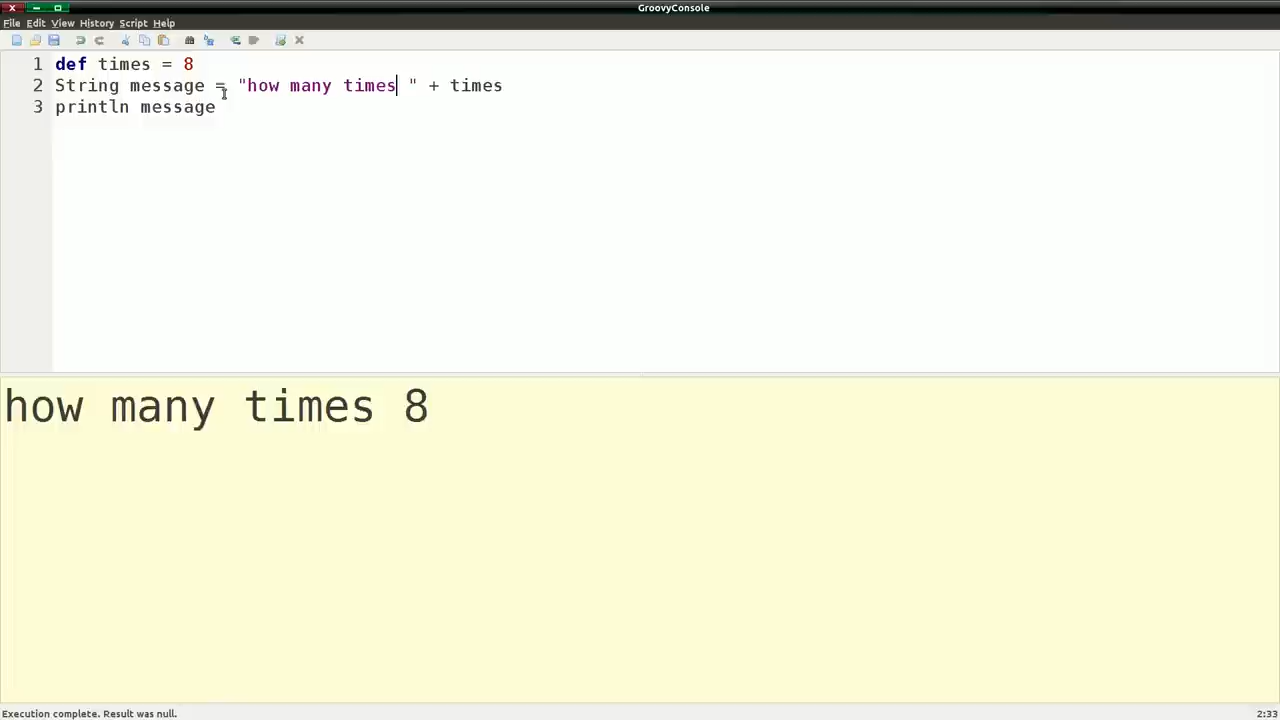 GroovyConsole
File Edit View History Script Help
1 def times = 8
2 String message = "how many times " + times
3 println message
how many times 8
Execution complete. Result was null.
2:33